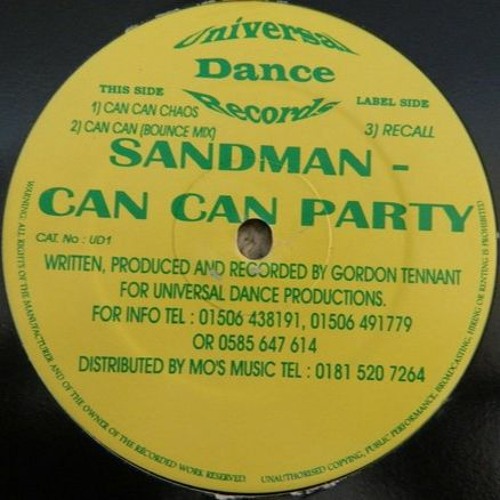 Universal
Dance
Records
THIS SIDE
1) CAN CAN CHAOS
2) CAN CAN (BOUNCE MIX)
LABEL SIDE
3) RECALL
SANDMAN -
CAN CAN PARTY
CAT. No : UD1
WRITTEN, PRODUCED AND RECORDED BY GORDON TENNANT
FOR UNIVERSAL DANCE PRODUCTIONS.
FOR INFO TEL : 01506 438191, 01506 491779
OR 0585 647 614
DISTRIBUTED BY MO'S MUSIC TEL : 0181 520 7264
WARNING: ALL RIGHTS OF THE MANUFACTURER AND OF THE OWNER OF THE RECORDED WORK RESERVED. UNAUTHORISED COPYING, PUBLIC PERFORMANCE, BROADCASTING, HIRING OR RENTING IS PROHIBITED